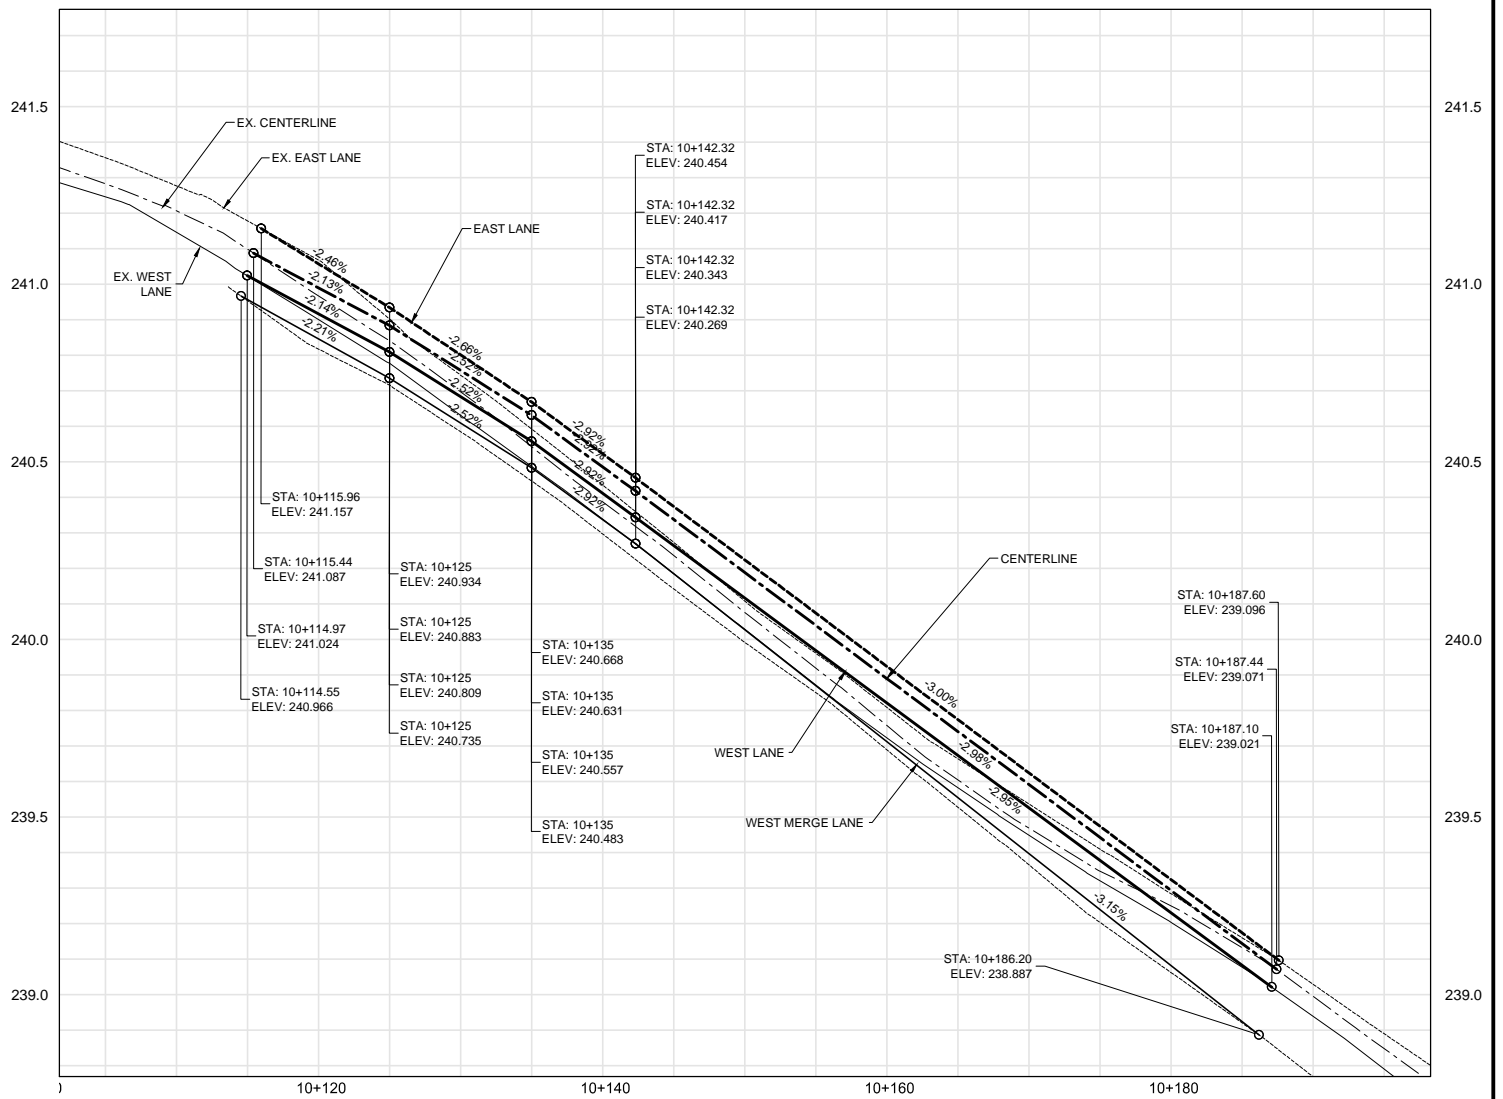 241.5
241.5
EX. CENTERLINE
EX. EAST LANE
STA: 10+142.32
ELEV: 240.454
STA: 10+142.32
ELEV: 240.417
EAST LANE
-2.46%
STA: 10+142.32
ELEV: 240.343
EX. WEST
LANE
241.0
241.0
-2.13%
-2.14%
STA: 10+142.32
ELEV: 240.269
-2.21%
-2.66%
-2.52%
-2.52%
-2.52%
-2.92%
-2.92%
240.5
240.5
-2.92%
-2.92%
STA: 10+115.96
ELEV: 241.157
STA: 10+115.44
ELEV: 241.087
STA: 10+125
ELEV: 240.934
CENTERLINE
STA: 10+187.60
ELEV: 239.096
STA: 10+114.97
ELEV: 241.024
STA: 10+125
ELEV: 240.883
240.0
240.0
STA: 10+135
ELEV: 240.668
STA: 10+187.44
ELEV: 239.071
STA: 10+114.55
ELEV: 240.966
STA: 10+125
ELEV: 240.809
-3.00%
STA: 10+135
ELEV: 240.631
STA: 10+125
ELEV: 240.735
STA: 10+187.10
ELEV: 239.021
WEST LANE
-2.98%
STA: 10+135
ELEV: 240.557
-2.95%
239.5
239.5
WEST MERGE LANE
STA: 10+135
ELEV: 240.483
-3.15%
STA: 10+186.20
ELEV: 238.887
239.0
239.0
10+120
10+140
10+160
10+180